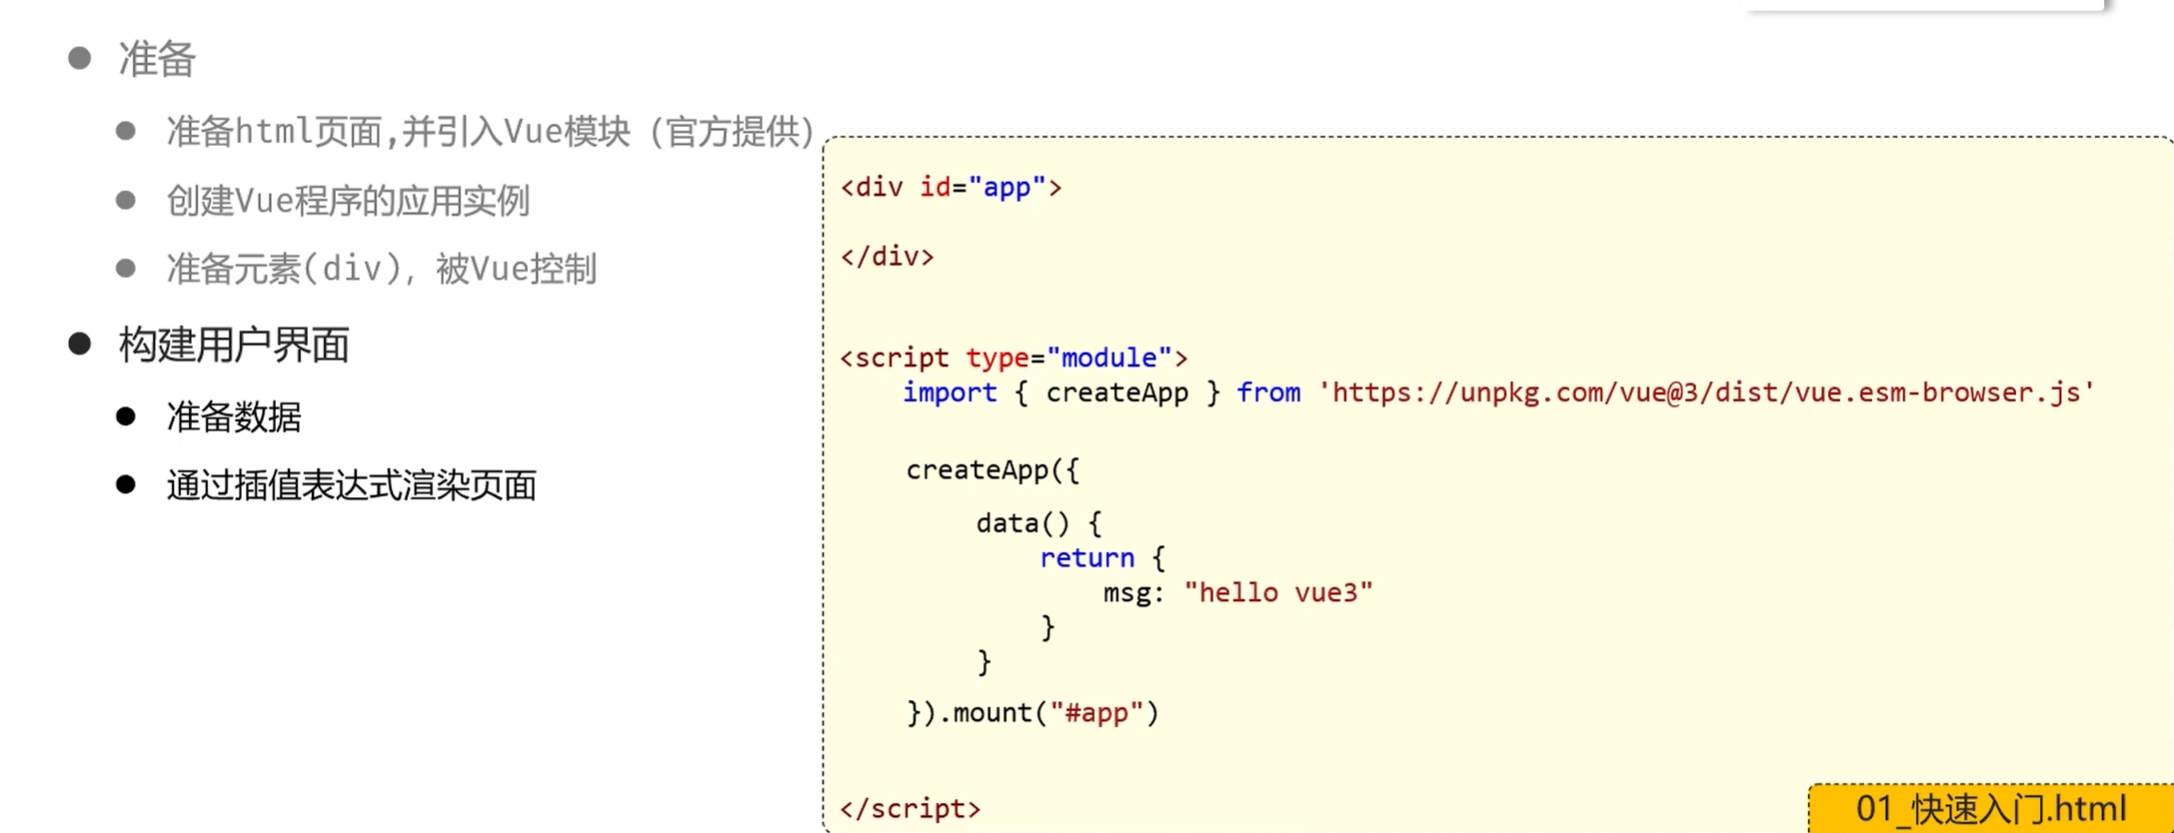 准备
准备html页面,并引入Vue模块（官方提供）
创建Vue程序的应用实例
准备元素(div)，被Vue控制
构建用户界面
准备数据
通过插值表达式渲染页面
<div id="app">
</div>
<script type="module">
import { createApp } from 'https://unpkg.com/vue@3/dist/vue.esm-browser.js'
createApp({
data() {
return {
msg: "hello vue3"
}
}
}).mount("#app")
</script>
01_快速入门.html